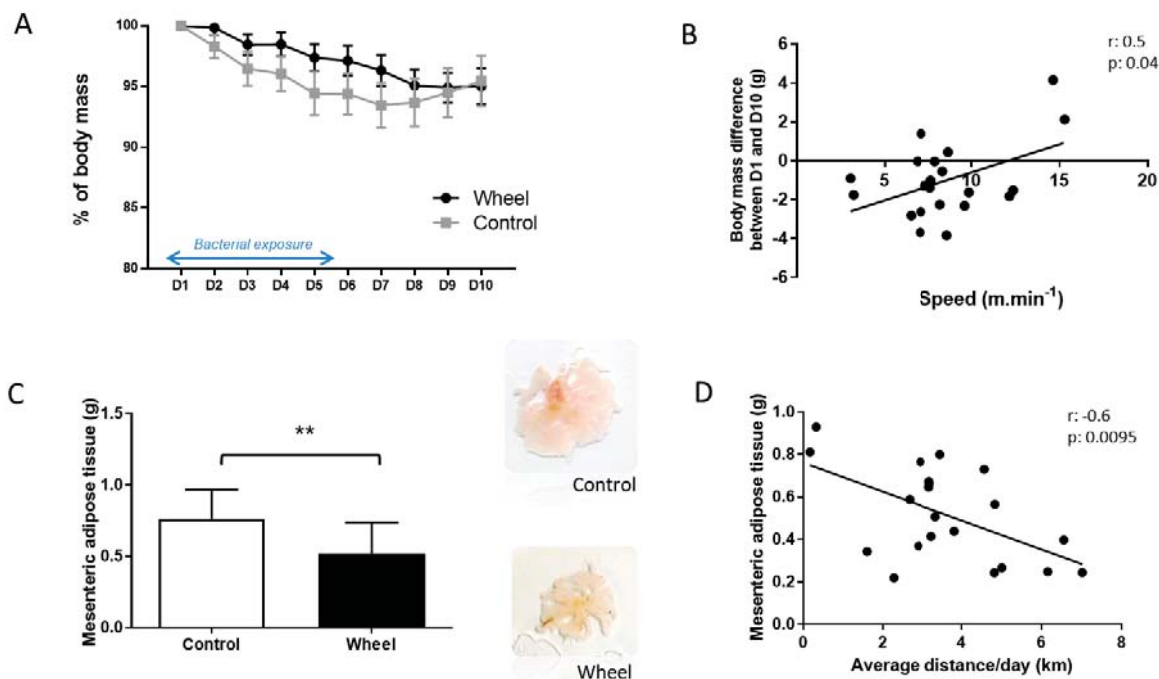 A
% of body mass
100
95
90
85
80
Wheel
Control
Bacterial exposure
D1 D2 D3 D4 D5 D6 D7 D8 D9 D10
B
r: 0.5
p: 0.04
Body mass difference
between D1 and D10 (g)
6
4
2
0
-2
-4
-6
5 10 15 20
Speed (m.min-1)
C
Mesenteric adipose tissue (g)
1.5
1.0
0.5
0.0
**
Control Wheel
Control
Wheel
D
r: -0.6
p: 0.0095
Mesenteric adipose tissue (g)
1.0
0.8
0.6
0.4
0.2
0 2 4 6 8
Average distance/day (km)